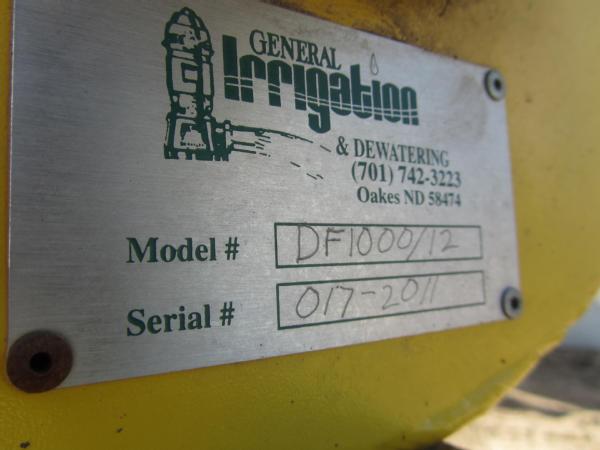 GENERAL
Irrigation
& DEWATERING
(701) 742-3223
Oakes ND 58474
Model # DF1000/12
Serial # 017-2011